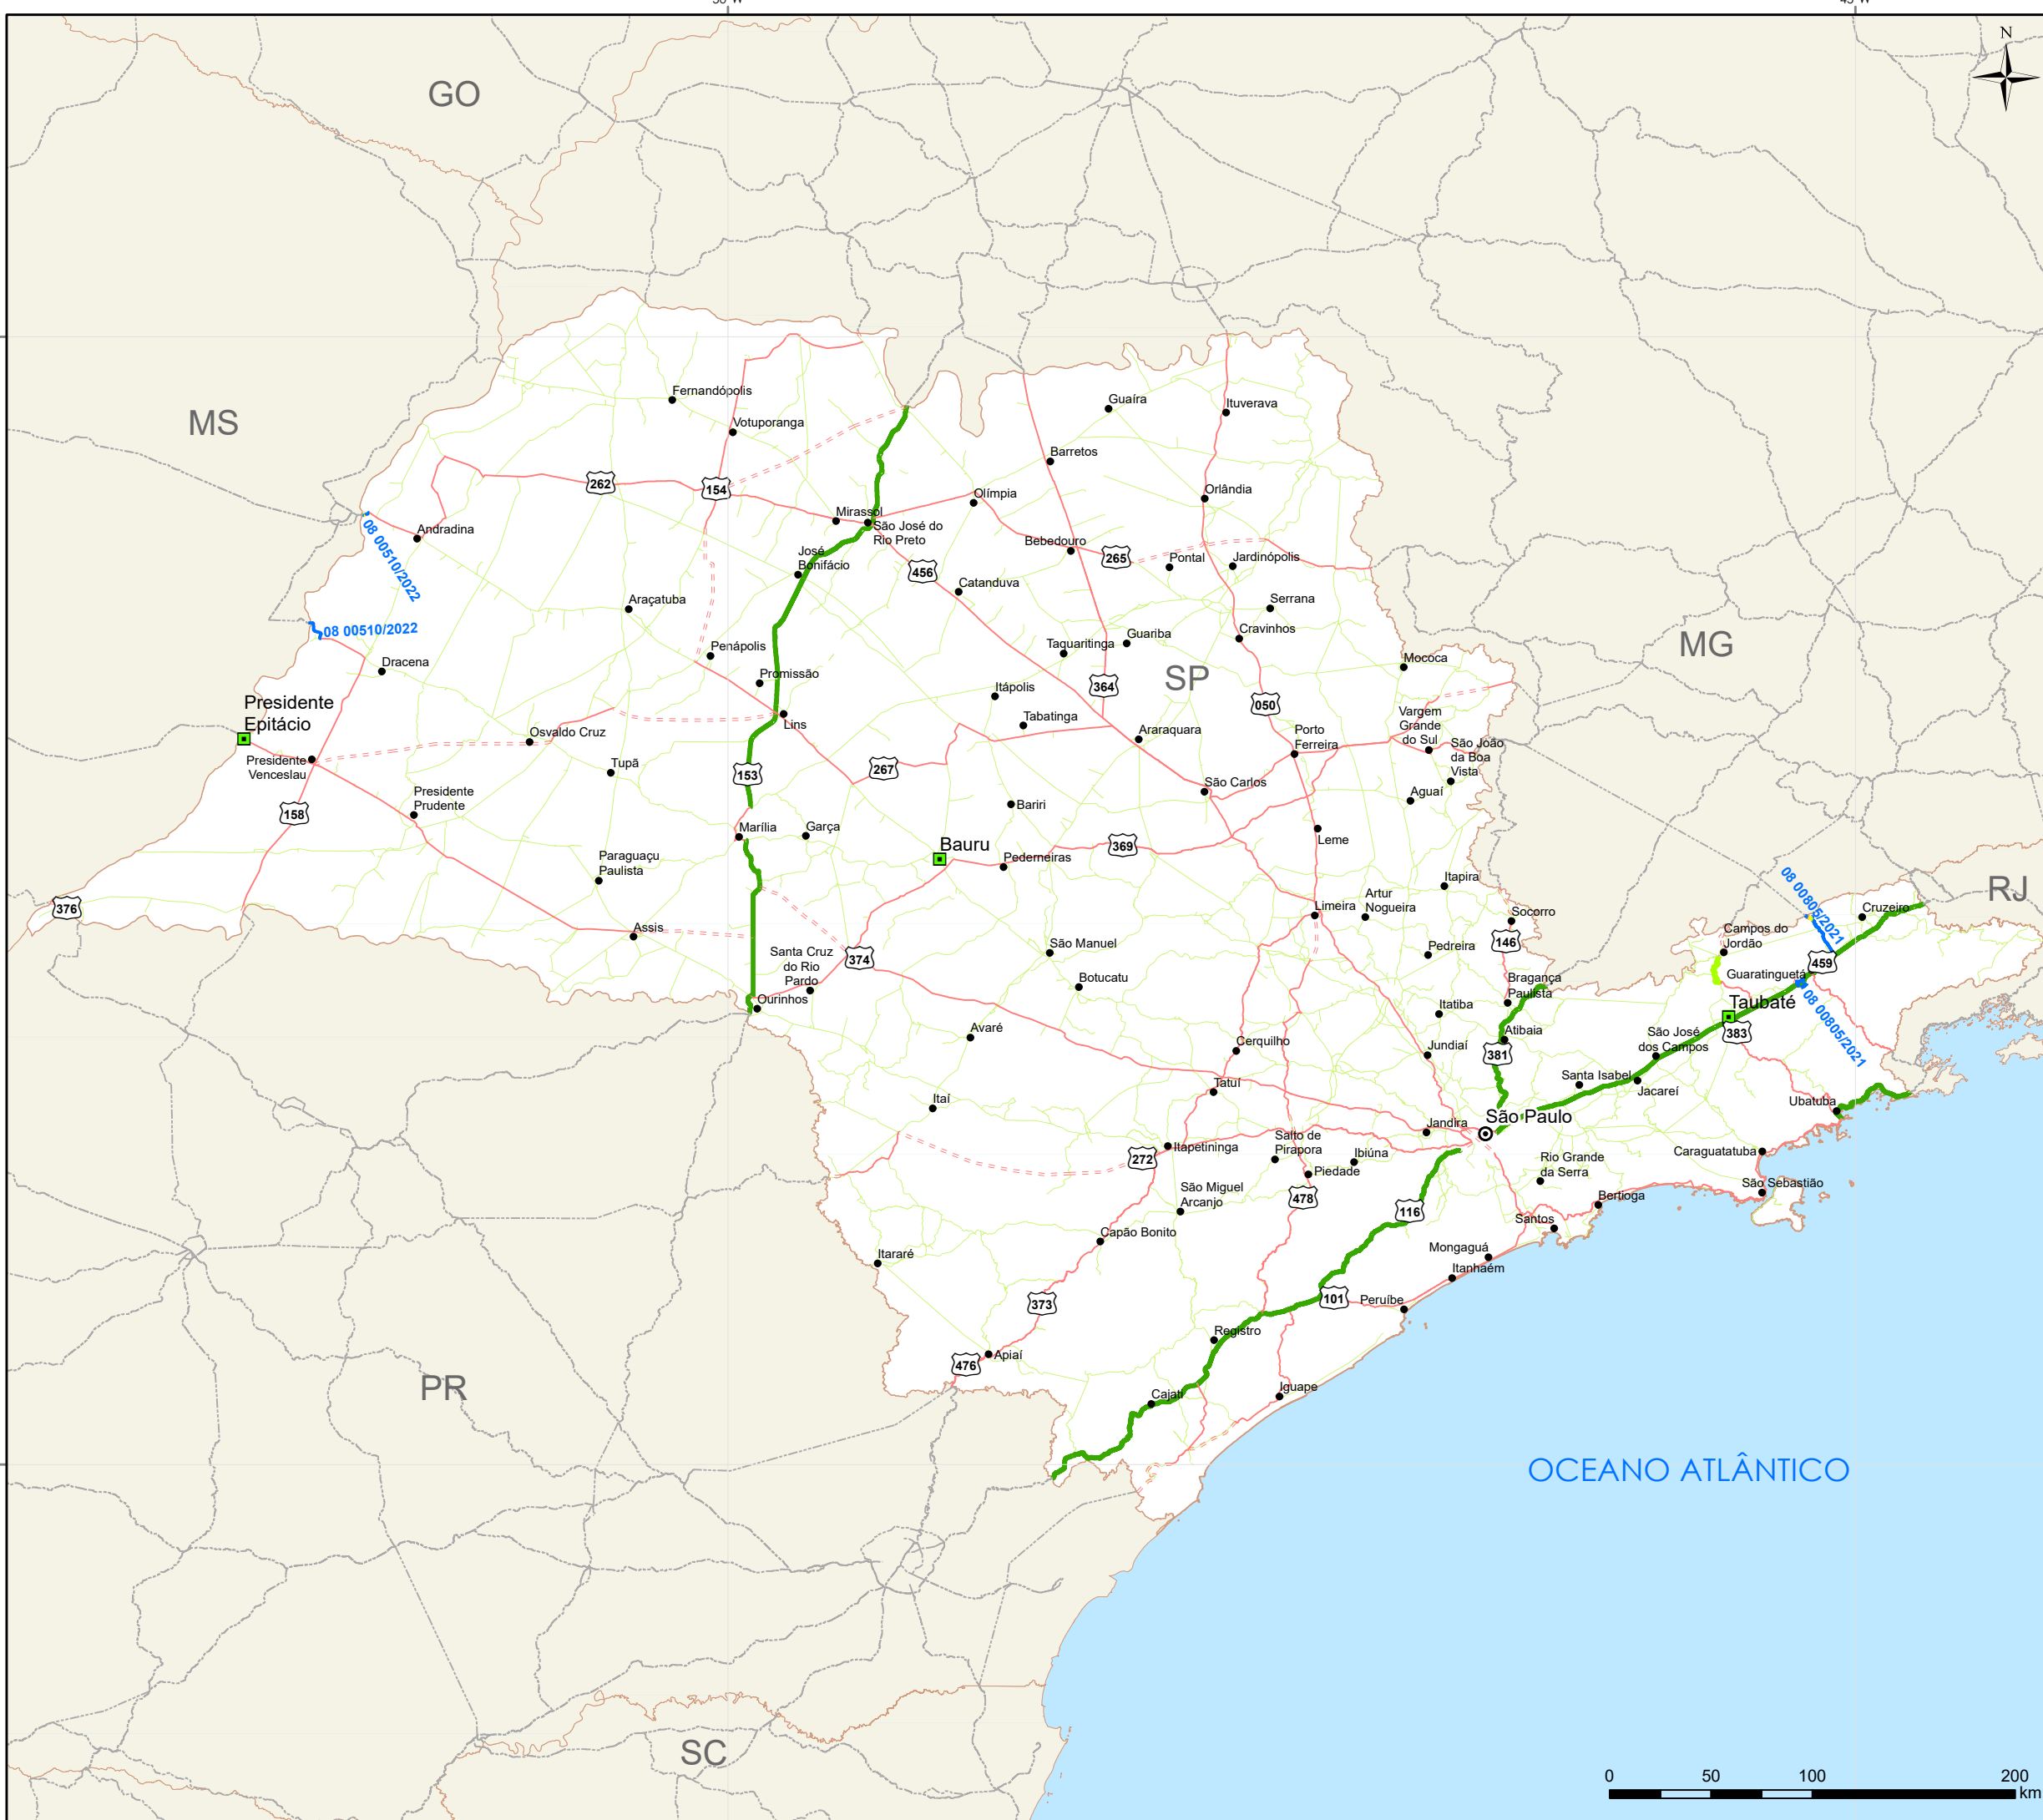 N
GO
MS
Fernandópolis
Votuporanga
Guaíra
Ituverava
Barretos
262
154
Olímpia
Orlândia
Mirassol
São José do
Rio Preto
Andradina
08 00510/2022
José
Bonifácio
Bebedouro
265
Pontal
Jardinópolis
456
Catanduva
Araçatuba
Serrana
08 00510/2022
Cravinhos
Guariba
Taquaritinga
MG
Penápolis
Dracena
Promissão
SP
Mococa
364
Itápolis
050
Presidente
Epitácio
Lins
Tabatinga
Araraquara
Porto
Ferreira
Vargem
Grande
do Sul
Osvaldo Cruz
São João
da Boa
Vista
Presidente
Venceslau
Tupã
153
267
São Carlos
Aguaí
158
Presidente
Prudente
Bariri
Marília
Garça
Leme
Bauru
369
Paraguaçu
Paulista
Pederneiras
Itapira
RJ
08 00805/2021
376
Artur
Nogueira
Limeira
Socorro
Cruzeiro
Assis
146
Campos do
Jordão
São Manuel
Pedreira
Santa Cruz
do Rio
Pardo
374
459
Guaratinguetá
Botucatu
Bragança
Paulista
Ourinhos
Itatiba
Taubaté
08 00805/2021
Avaré
Atibaia
383
Cerquilho
Jundiaí
381
São José
dos Campos
Santa Isabel
Jacareí
Tatuí
Itaí
Ubatuba
São Paulo
Jandira
Itapetininga
272
Salto de
Pirapora
Ibiúna
Piedade
Caraguatatuba
Rio Grande
da Serra
São Sebastião
São Miguel
Arcanjo
478
Bertioga
116
Santos
Capão Bonito
Itararé
Mongaguá
Itanhaém
373
101
Peruíbe
Registro
Apiaí
476
PR
Cajati
Iguape
OCEANO ATLÂNTICO
SC
0
50
100
200
km